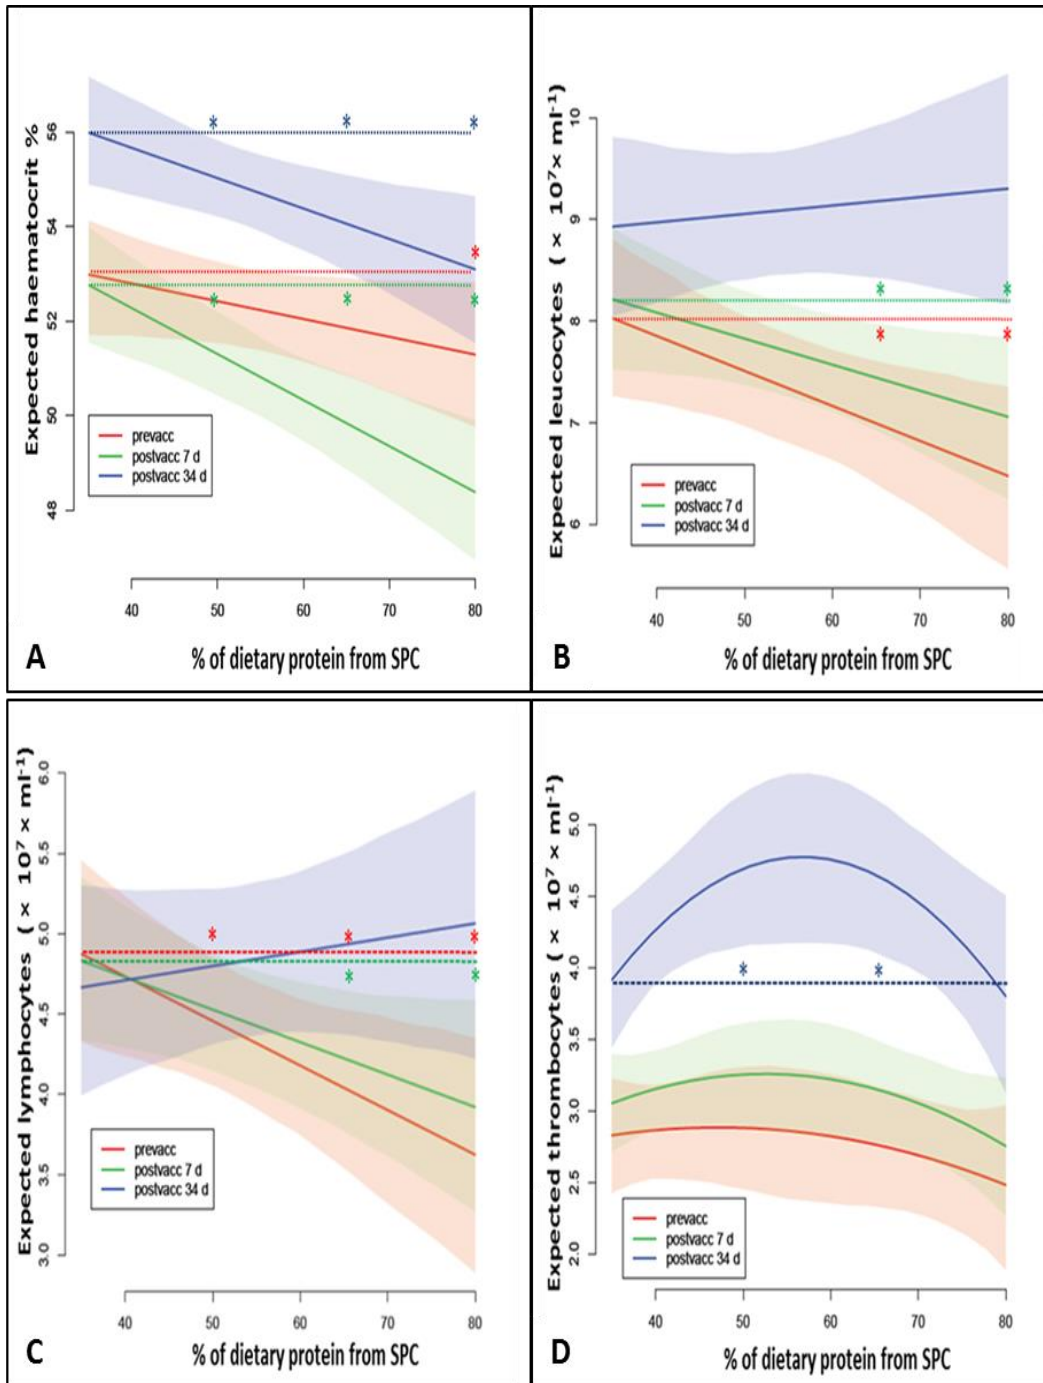 Expected haematocrit %
56
54
52
50
48
prevacc
postvacc 7 d
postvacc 34 d
40 50 60 70 80
A
% of dietary protein from SPC
Expected leucocytes ( × 10⁷× ml⁻¹)
10
9
8
7
6
prevacc
postvacc 7 d
postvacc 34 d
40 50 60 70 80
B
% of dietary protein from SPC
Expected lymphocytes ( × 10⁷ × ml⁻¹)
6.0
5.5
5.0
4.5
4.0
3.5
3.0
prevacc
postvacc 7 d
postvacc 34 d
40 50 60 70 80
C
% of dietary protein from SPC
Expected thrombocytes ( × 10⁷ × ml⁻¹)
5.0
4.5
4.0
3.5
3.0
2.5
2.0
prevacc
postvacc 7 d
postvacc 34 d
40 50 60 70 80
D
% of dietary protein from SPC